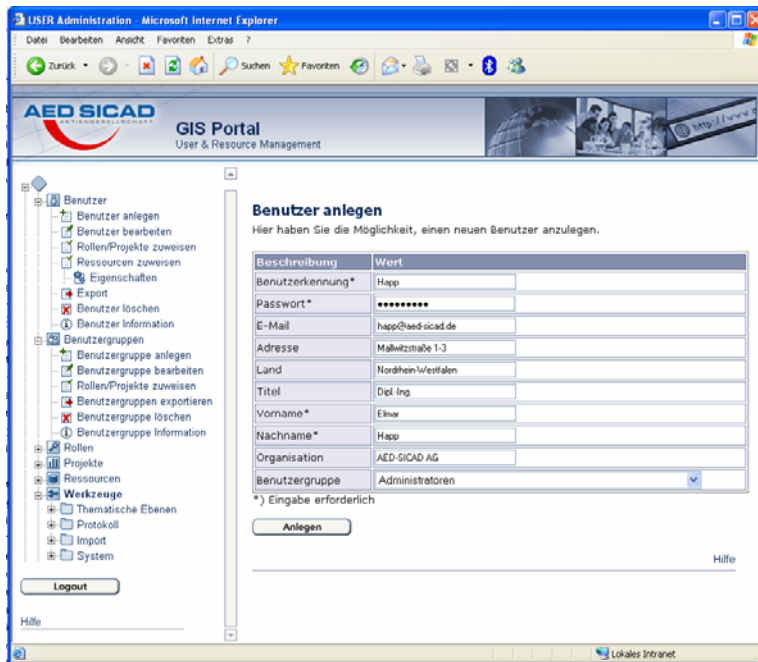 USER Administration - Microsoft Internet Explorer
Datei Bearbeiten Ansicht Favoriten Extras ?
Zurück Suchen Favoriten
AED SICAD
AKTIENGESELLSCHAFT
GIS Portal
User & Resource Management
http://www
Benutzer
Benutzer anlegen
Benutzer bearbeiten
Rollen/Projekte zuweisen
Ressourcen zuweisen
Eigenschaften
Export
Benutzer löschen
Benutzer Information
Benutzergruppen
Benutzergruppe anlegen
Benutzergruppe bearbeiten
Rollen/Projekte zuweisen
Benutzergruppen exportieren
Benutzergruppe löschen
Benutzergruppe Information
Rollen
Projekte
Ressourcen
Werkzeuge
Thematische Ebenen
Protokoll
Import
System
Logout
Hilfe
Benutzer anlegen
Hier haben Sie die Möglichkeit, einen neuen Benutzer anzulegen.
Beschreibung Wert
Benutzerkennung* Happ
Passwort* •••••••••
E-Mail happ@aed-sicad.de
Adresse Mallwitzstraße 1-3
Land Nordrhein-Westfalen
Titel Dipl.-Ing.
Vorname* Elmar
Nachname* Happ
Organisation AED-SICAD AG
Benutzergruppe Administratoren
*) Eingabe erforderlich
Anlegen
Hilfe
Lokales Intranet